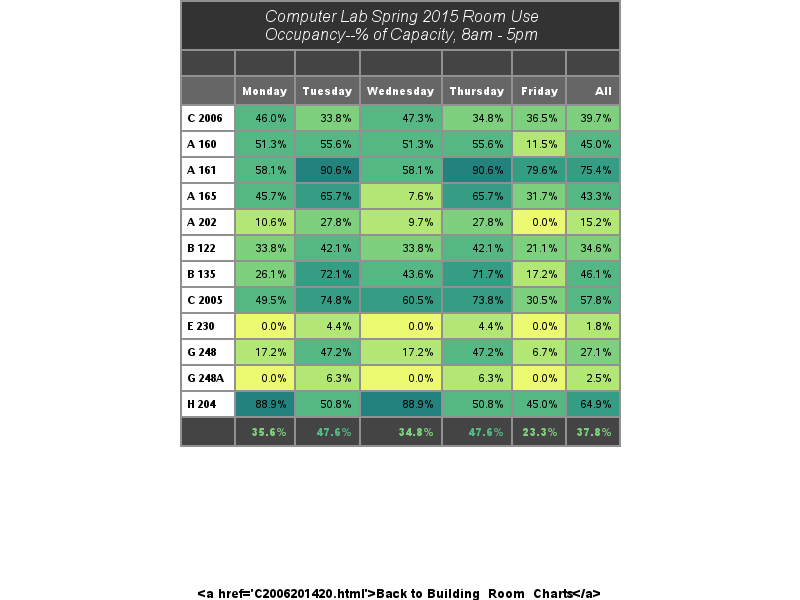 Computer Lab Spring 2015 Room Use
Occupancy--% of Capacity, 8am - 5pm
Monday Tuesday Wednesday Thursday Friday All
C 2006 46.0% 33.8% 47.3% 34.8% 36.5% 39.7%
A 160 51.3% 55.6% 51.3% 55.6% 11.5% 45.0%
A 161 58.1% 90.6% 58.1% 90.6% 79.6% 75.4%
A 165 45.7% 65.7% 7.6% 65.7% 31.7% 43.3%
A 202 10.6% 27.8% 9.7% 27.8% 0.0% 15.2%
B 122 33.8% 42.1% 33.8% 42.1% 21.1% 34.6%
B 135 26.1% 72.1% 43.6% 71.7% 17.2% 46.1%
C 2005 49.5% 74.8% 60.5% 73.8% 30.5% 57.8%
E 230 0.0% 4.4% 0.0% 4.4% 0.0% 1.8%
G 248 17.2% 47.2% 17.2% 47.2% 6.7% 27.1%
G 248A 0.0% 6.3% 0.0% 6.3% 0.0% 2.5%
H 204 88.9% 50.8% 88.9% 50.8% 45.0% 64.9%
35.6% 47.6% 34.8% 47.6% 23.3% 37.8%
<a href='C2006201420.html'>Back to Building_Room_Charts</a>